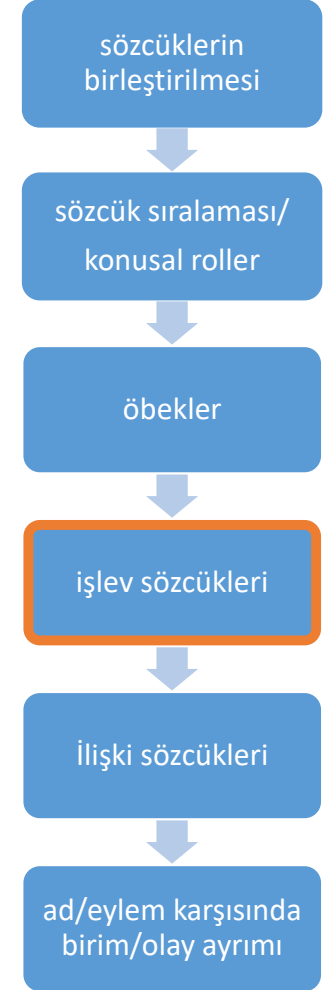 sözcüklerin
birleştirilmesi
sözcük sıralaması/
konusal roller
öbekler
işlev sözcükleri
İlişki sözcükleri
ad/eylem karşısında
birim/olay ayrımı